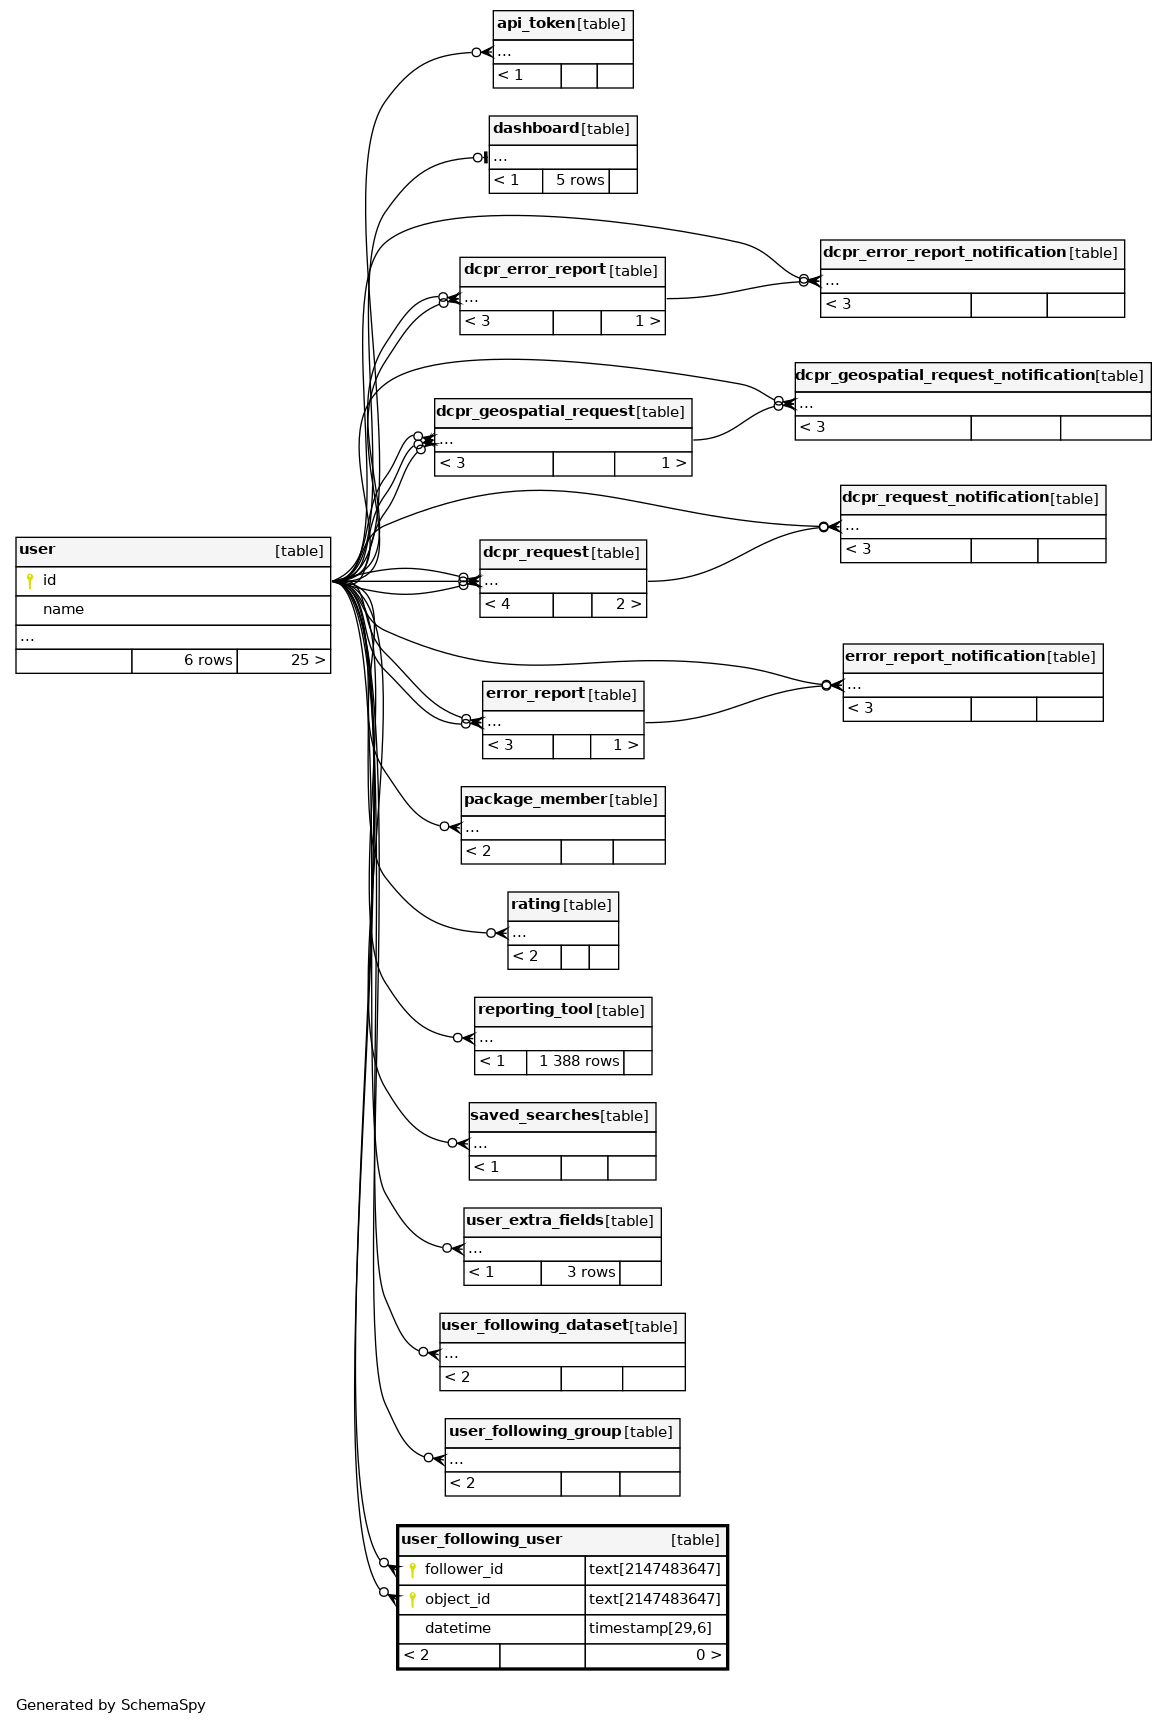 api_token [table]
...
< 1
dashboard [table]
...
< 1 5 rows
dcpr_error_report_notification [table]
...
< 3
dcpr_error_report [table]
...
< 3 1 >
dcpr_geospatial_request_notification [table]
...
< 3
dcpr_geospatial_request [table]
...
< 3 1 >
dcpr_request_notification [table]
...
< 3
user [table]
id
name
...
6 rows 25 >
dcpr_request [table]
...
< 4 2 >
error_report_notification [table]
...
< 3
error_report [table]
...
< 3 1 >
package_member [table]
...
< 2
rating [table]
...
< 2
reporting_tool [table]
...
< 1 1 388 rows
saved_searches [table]
...
< 1
user_extra_fields [table]
...
< 1 3 rows
user_following_dataset [table]
...
< 2
user_following_group [table]
...
< 2
user_following_user [table]
follower_id text[2147483647]
object_id text[2147483647]
datetime timestamp[29,6]
< 2 0 >
Generated by SchemaSpy